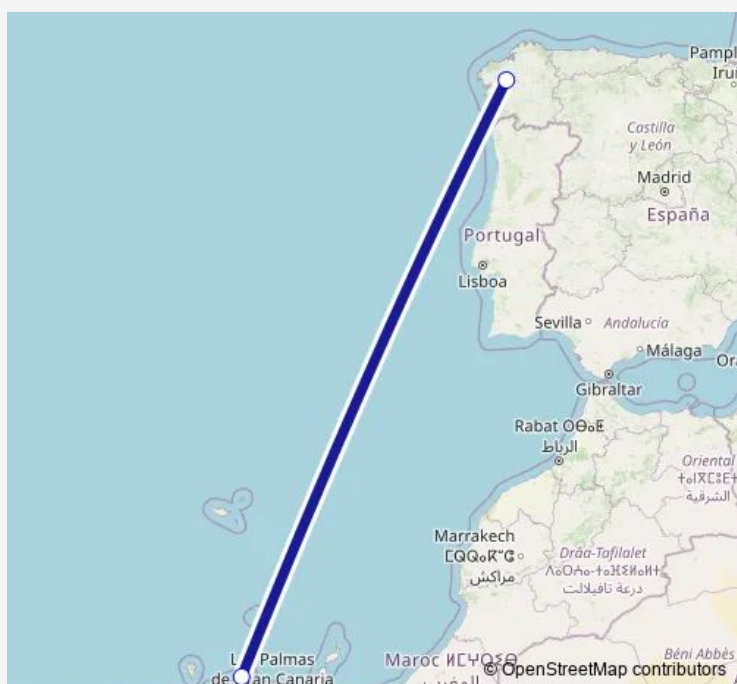 Castilla
y León
Madrid
España
Portugal
Lisboa
Sevilla
Andalucía
Málaga
Gibraltar
Rabat ⵔⴱⴰⵟ
الرباط
Oriental
الشرقية
Marrakech
مراكش
Drâa-Tafilalet
درعة تافيلالت
Palmas
Canaria
Maroc
Béni Abbès
© OpenStreetMap contributors